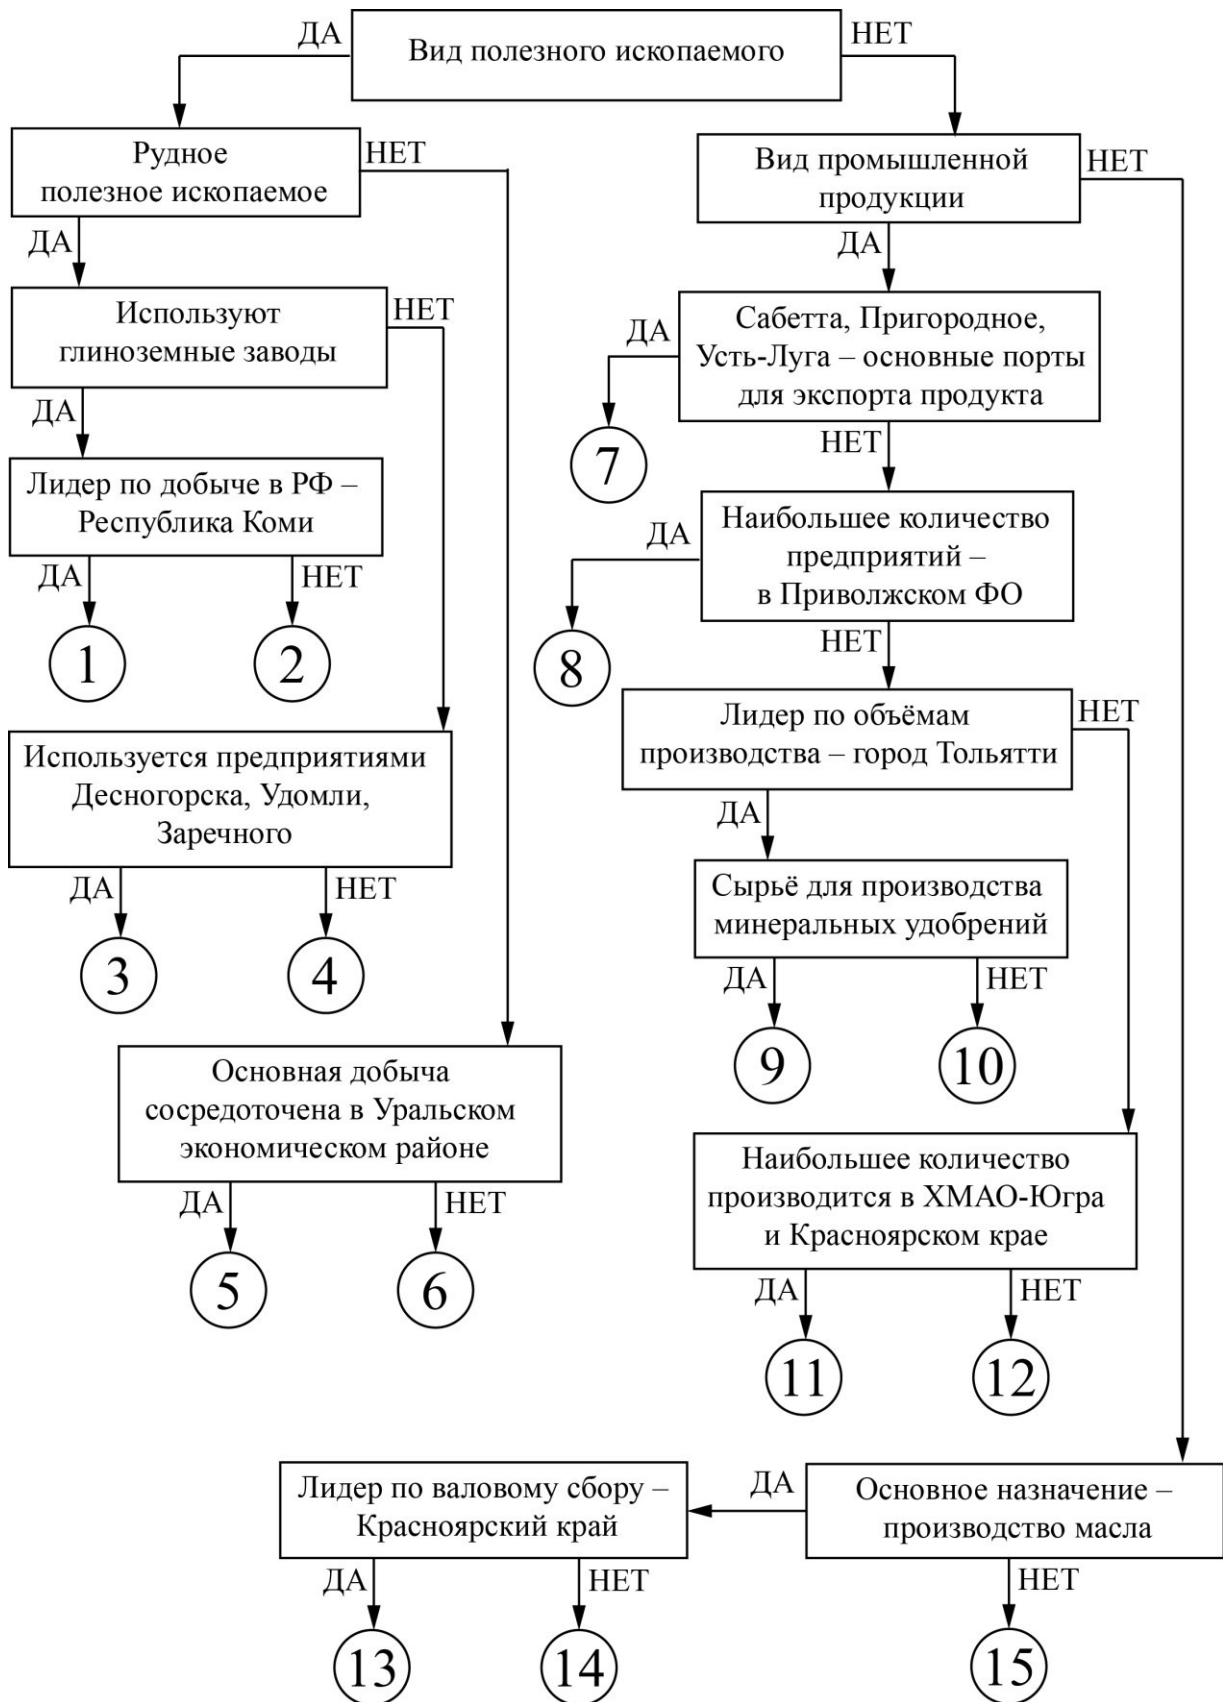 ДА
Вид полезного ископаемого
НЕТ
Рудное
полезное ископаемое
НЕТ
ДА
Используют
глиноземные заводы
НЕТ
ДА
Лидер по добыче в РФ –
Республика Коми
ДА
НЕТ
1
2
Используется предприятиями
Десногорска, Удомли,
Заречного
ДА
НЕТ
3
4
Основная добыча
сосредоточена в Уральском
экономическом районе
ДА
НЕТ
5
6
Вид промышленной
продукции
НЕТ
ДА
Сабетта, Пригородное,
Усть-Луга – основные порты
для экспорта продукта
ДА
НЕТ
7
Наибольшее количество
предприятий –
в Приволжском ФО
ДА
НЕТ
8
Лидер по объёмам
производства – город Тольятти
НЕТ
ДА
Сырьё для производства
минеральных удобрений
ДА
НЕТ
9
10
Наибольшее количество
производится в ХМАО-Югра
и Красноярском крае
ДА
НЕТ
11
12
Основное назначение –
производство масла
ДА
НЕТ
Лидер по валовому сбору –
Красноярский край
ДА
НЕТ
13
14
15